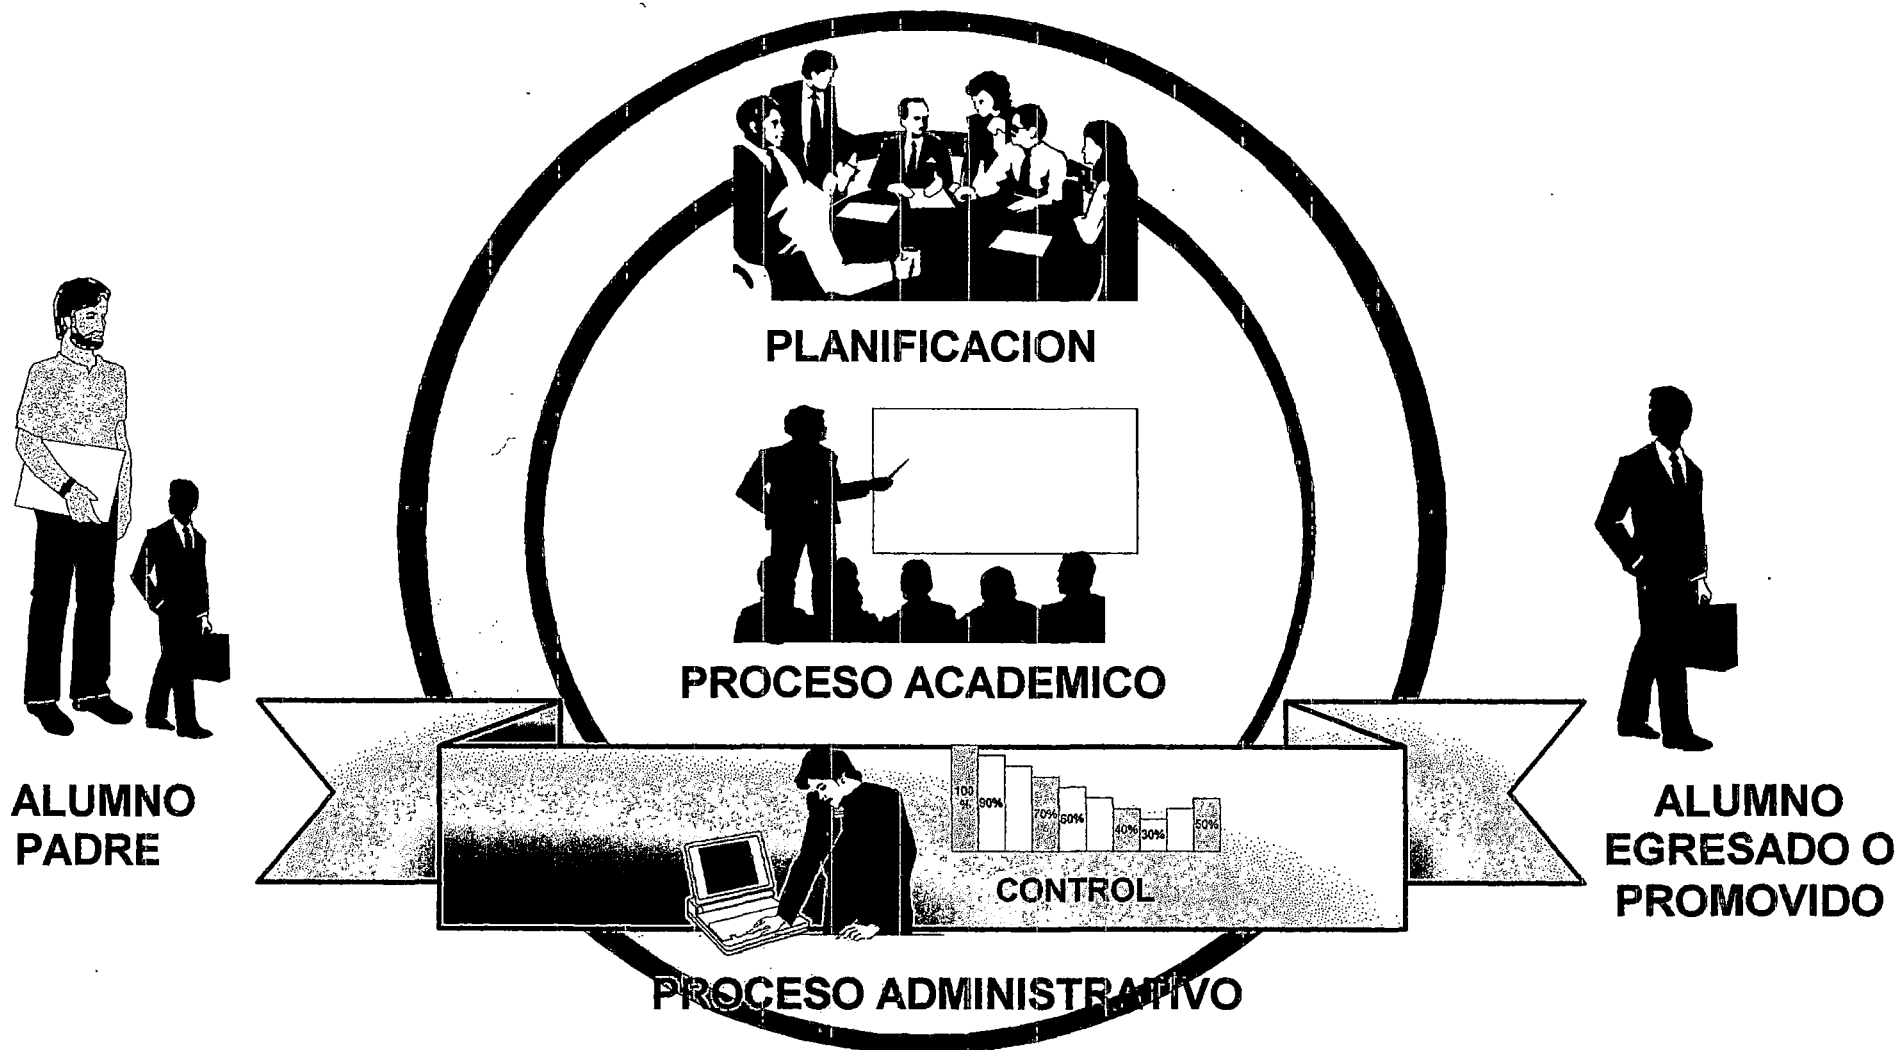 PLANIFICACION
PROCESO ACADEMICO
ALUMNO
PADRE
100
%
90%
70%
60%
40%
30%
50%
CONTROL
ALUMNO
EGRESADO O
PROMOVIDO
PROCESO ADMINISTRATIVO